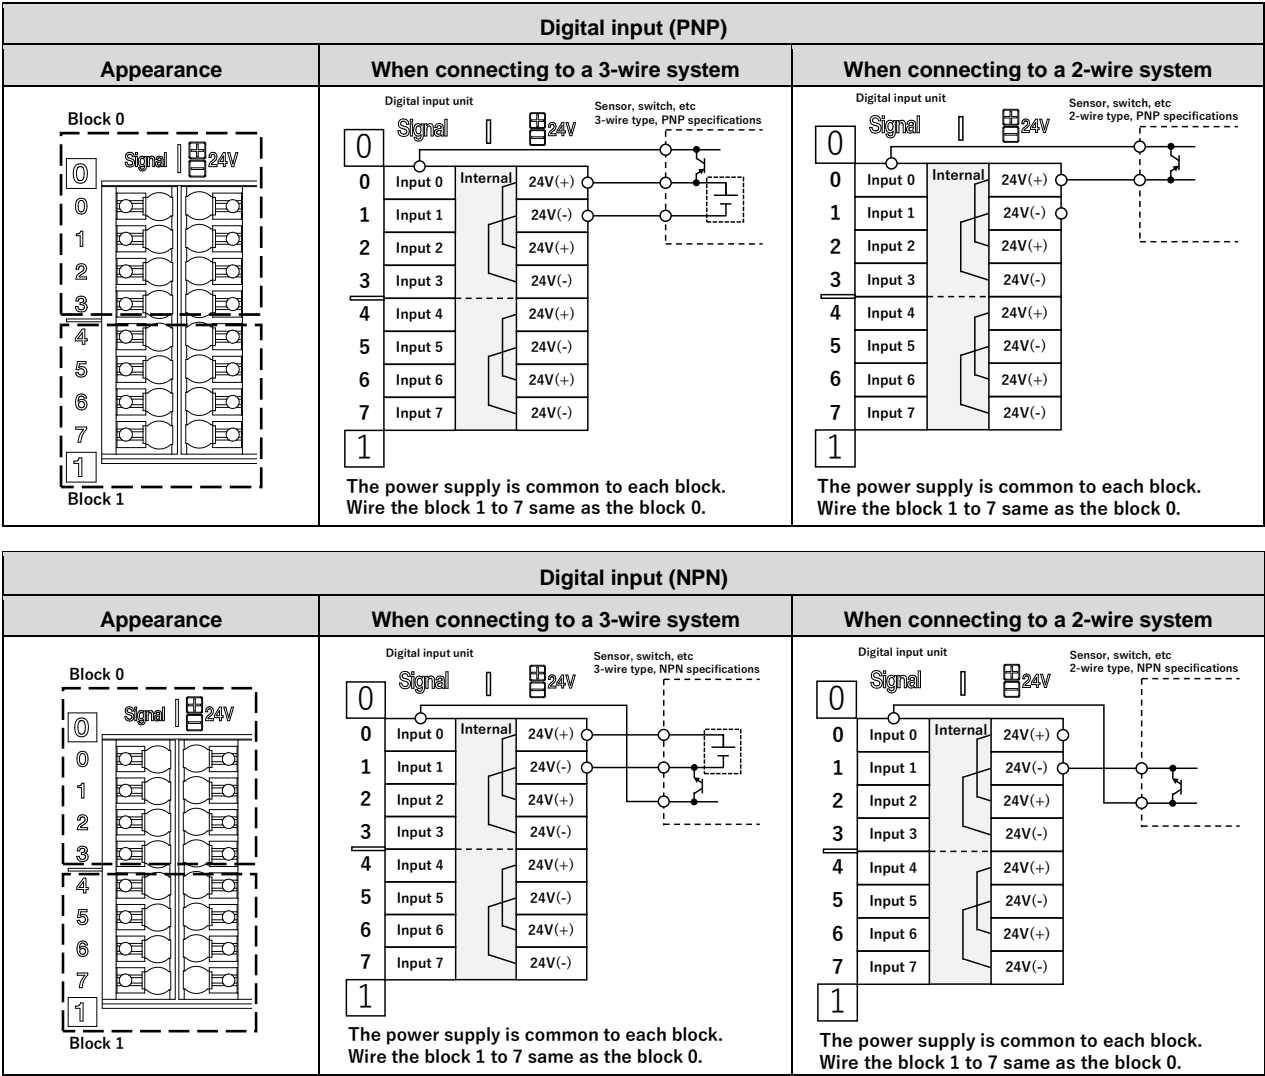 Digital input (PNP)
Appearance
When connecting to a 3-wire system
When connecting to a 2-wire system
Block 0
Signal 24V
0
0
1
2
3
4
5
6
7
1
Block 1
Digital input unit
Sensor, switch, etc
3-wire type, PNP specifications
Signal 24V
0
0 Input 0 Internal 24V(+)
1 Input 1 24V(-)
2 Input 2 24V(+)
3 Input 3 24V(-)
4 Input 4 24V(+)
5 Input 5 24V(-)
6 Input 6 24V(+)
7 Input 7 24V(-)
1
The power supply is common to each block.
Wire the block 1 to 7 same as the block 0.
Digital input unit
Sensor, switch, etc
2-wire type, PNP specifications
Signal 24V
0
0 Input 0 Internal 24V(+)
1 Input 1 24V(-)
2 Input 2 24V(+)
3 Input 3 24V(-)
4 Input 4 24V(+)
5 Input 5 24V(-)
6 Input 6 24V(+)
7 Input 7 24V(-)
1
The power supply is common to each block.
Wire the block 1 to 7 same as the block 0.
Digital input (NPN)
Appearance
When connecting to a 3-wire system
When connecting to a 2-wire system
Block 0
Signal 24V
0
0
1
2
3
4
5
6
7
1
Block 1
Digital input unit
Sensor, switch, etc
3-wire type, NPN specifications
Signal 24V
0
0 Input 0 Internal 24V(+)
1 Input 1 24V(-)
2 Input 2 24V(+)
3 Input 3 24V(-)
4 Input 4 24V(+)
5 Input 5 24V(-)
6 Input 6 24V(+)
7 Input 7 24V(-)
1
The power supply is common to each block.
Wire the block 1 to 7 same as the block 0.
Digital input unit
Sensor, switch, etc
2-wire type, NPN specifications
Signal 24V
0
0 Input 0 Internal 24V(+)
1 Input 1 24V(-)
2 Input 2 24V(+)
3 Input 3 24V(-)
4 Input 4 24V(+)
5 Input 5 24V(-)
6 Input 6 24V(+)
7 Input 7 24V(-)
1
The power supply is common to each block.
Wire the block 1 to 7 same as the block 0.